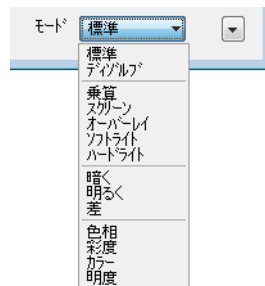 モード 標準
標準
ディゾルブ
乗算
スクリーン
オーバーレイ
ソフトライト
ハードライト
暗く
明るく
差
色相
彩度
カラー
明度